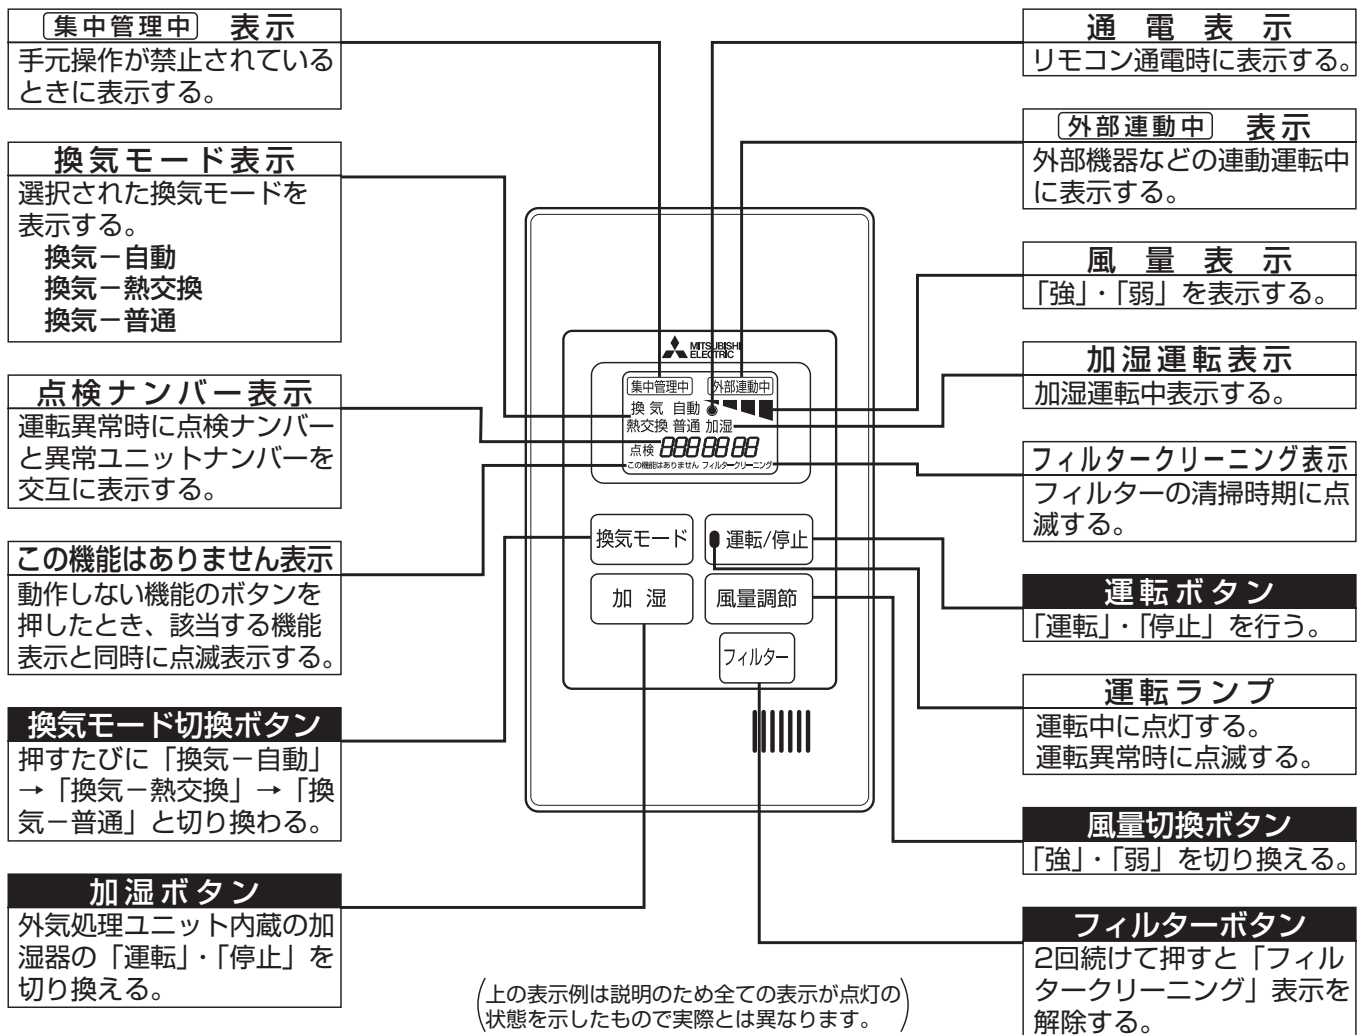 集中管理中 表示
手元操作が禁止されている
ときに表示する。
換気モード表示
選択された換気モードを
表示する。
換気－自動
換気－熱交換
換気－普通
点検ナンバー表示
運転異常時に点検ナンバー
と異常ユニットナンバーを
交互に表示する。
この機能はありません表示
動作しない機能のボタンを
押したとき、該当する機能
表示と同時に点滅表示する。
換気モード切換ボタン
押すたびに「換気－自動」
→「換気－熱交換」→「換
気－普通」と切り換わる。
加湿ボタン
外気処理ユニット内蔵の加
湿器の「運転」・「停止」を
切り換える。
MITSUBISHI
ELECTRIC
集中管理中 外部連動中
換気 自動
熱交換 普通 加湿
点検 888 88 88
この機能はありません フィルタークリーニング
換気モード 運転/停止
加 湿 風量調節
フィルター
通電表示
リモコン通電時に表示する。
外部連動中 表示
外部機器などの連動運転中
に表示する。
風量表示
「強」・「弱」を表示する。
加湿運転表示
加湿運転中表示する。
フィルタークリーニング表示
フィルターの清掃時期に点
滅する。
運転ボタン
「運転」・「停止」を行う。
運転ランプ
運転中に点灯する。
運転異常時に点滅する。
風量切換ボタン
「強」・「弱」を切り換える。
フィルターボタン
2回続けて押すと「フィル
タークリーニング」表示を
解除する。
(上の表示例は説明のため全ての表示が点灯の
状態を示したもので実際とは異なります。)